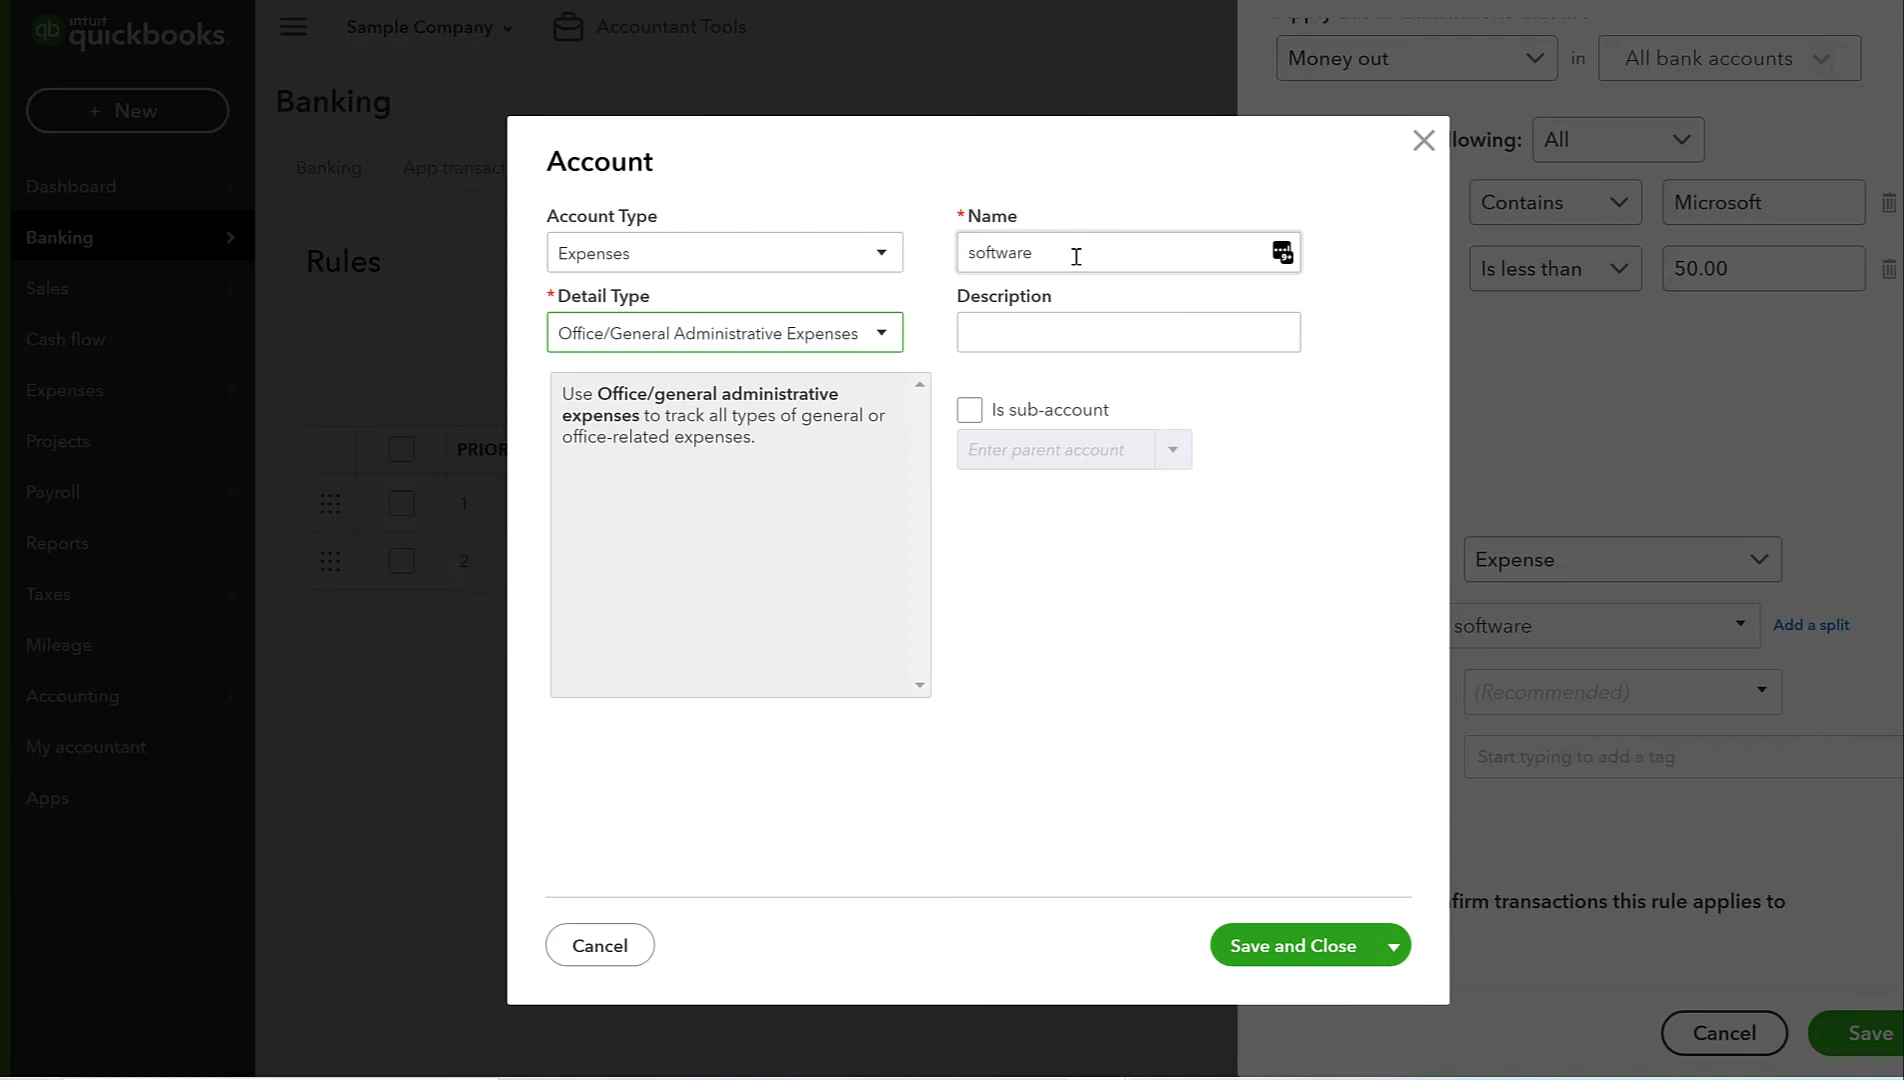 intuit
qb quickbooks.
Sample Company
Accountant Tools
+ New
Banking
Banking
App transact
Rules
PRIOR
1
2
Dashboard
Banking
Sales
Cash flow
Expenses
Projects
Payroll
Reports
Taxes
Mileage
Accounting
My accountant
Apps
Account
Account Type
Expenses
* Detail Type
Office/General Administrative Expenses
Use Office/general administrative
expenses to track all types of general or
office-related expenses.
* Name
software
9+
Description
Is sub-account
Enter parent account
Cancel
Save and Close
Money out
in
All bank accounts
llowing:
All
Contains
Microsoft
Is less than
50.00
Expense
software
Add a split
(Recommended)
Start typing to add a tag
firm transactions this rule applies to
Cancel
Save